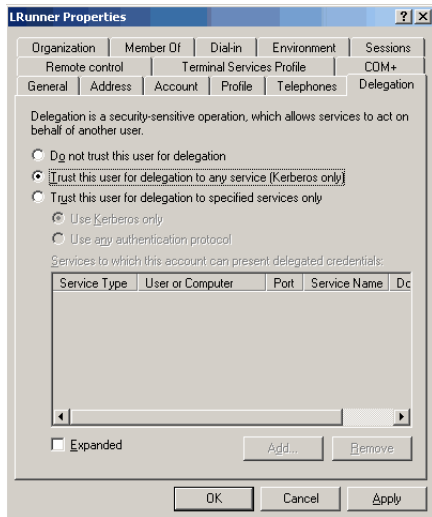 LRunner Properties
Organization Member Of Dial-in Environment Sessions
Remote control Terminal Services Profile COM+
General Address Account Profile Telephones Delegation
Delegation is a security-sensitive operation, which allows services to act on
behalf of another user.
Do not trust this user for delegation
Trust this user for delegation to any service (Kerberos only)
Trust this user for delegation to specified services only
Use Kerberos only
Use any authentication protocol
Services to which this account can present delegated credentials:
Service Type User or Computer Port Service Name Dc
Expanded Add... Remove
OK Cancel Apply